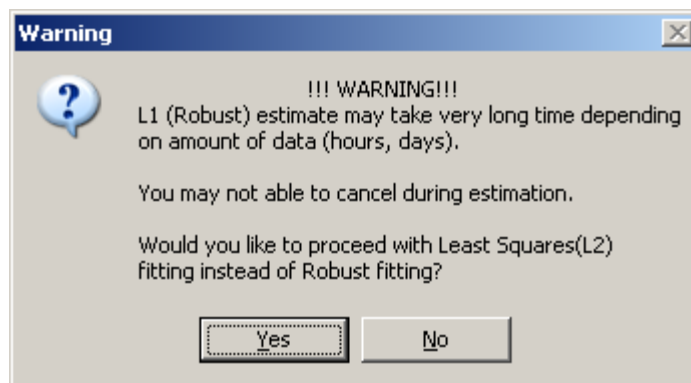 Warning
!!! WARNING!!!
L1 (Robust) estimate may take very long time depending
on amount of data (hours, days).
You may not able to cancel during estimation.
Would you like to proceed with Least Squares(L2)
fitting instead of Robust fitting?
Yes
No